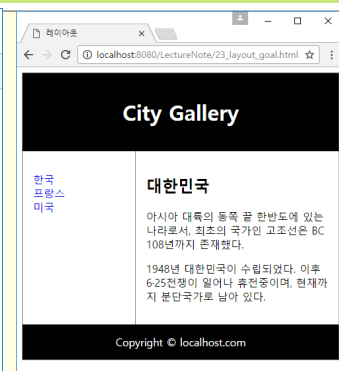 레이아웃
localhost:8080/LectureNote/23_layout_goal.html
City Gallery
한국
프랑스
미국
대한민국
아시아 대륙의 동쪽 끝 한반도에 있는
나라로서, 최초의 국가인 고조선은 BC
108년까지 존재했다.
1948년 대한민국이 수립되었다. 이후
6·25전쟁이 일어나 휴전중이며, 현재까
지 분단국가로 남아 있다.
Copyright © localhost.com